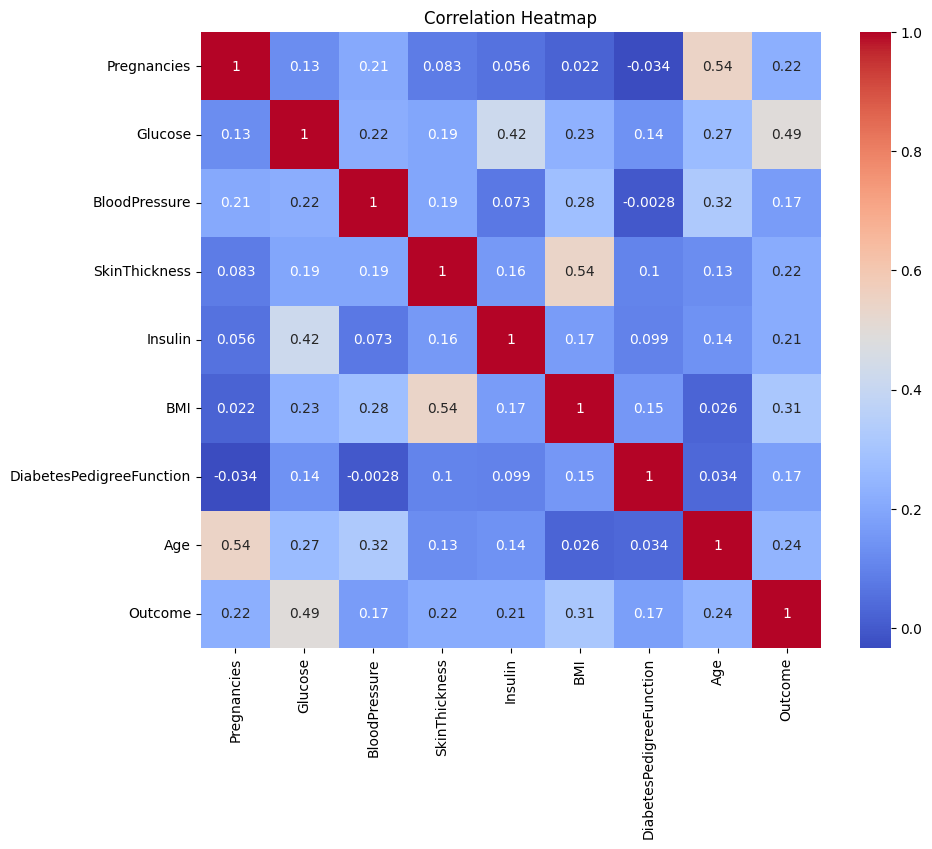 Correlation Heatmap
Pregnancies 1 0.13 0.21 0.083 0.056 0.022 -0.034 0.54 0.22
Glucose 0.13 1 0.22 0.19 0.42 0.23 0.14 0.27 0.49
BloodPressure 0.21 0.22 1 0.19 0.073 0.28 -0.0028 0.32 0.17
SkinThickness 0.083 0.19 0.19 1 0.16 0.54 0.1 0.13 0.22
Insulin 0.056 0.42 0.073 0.16 1 0.17 0.099 0.14 0.21
BMI 0.022 0.23 0.28 0.54 0.17 1 0.15 0.026 0.31
DiabetesPedigreeFunction -0.034 0.14 -0.0028 0.1 0.099 0.15 1 0.034 0.17
Age 0.54 0.27 0.32 0.13 0.14 0.026 0.034 1 0.24
Outcome 0.22 0.49 0.17 0.22 0.21 0.31 0.17 0.24 1
Pregnancies
Glucose
BloodPressure
SkinThickness
Insulin
BMI
DiabetesPedigreeFunction
Age
Outcome
1.0
0.8
0.6
0.4
0.2
0.0